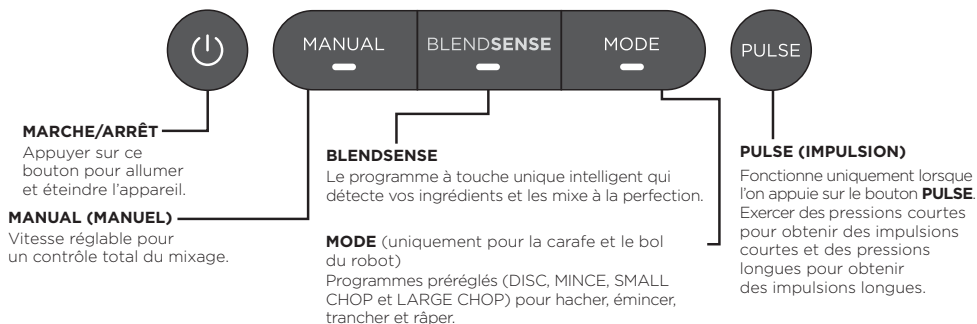 MANUAL
BLENDSENSE
MODE
PULSE
MARCHE/ARRÊT
Appuyer sur ce
bouton pour allumer
et éteindre l’appareil.
MANUAL (MANUEL)
Vitesse réglable pour
un contrôle total du mixage.
BLENDSENSE
Le programme à touche unique intelligent qui
détecte vos ingrédients et les mixe à la perfection.
MODE (uniquement pour la carafe et le bol
du robot)
Programmes préréglés (DISC, MINCE, SMALL
CHOP et LARGE CHOP) pour hacher, émincer,
trancher et râper.
PULSE (IMPULSION)
Fonctionne uniquement lorsque
l’on appuie sur le bouton PULSE.
Exercer des pressions courtes
pour obtenir des impulsions
courtes et des pressions
longues pour obtenir
des impulsions longues.